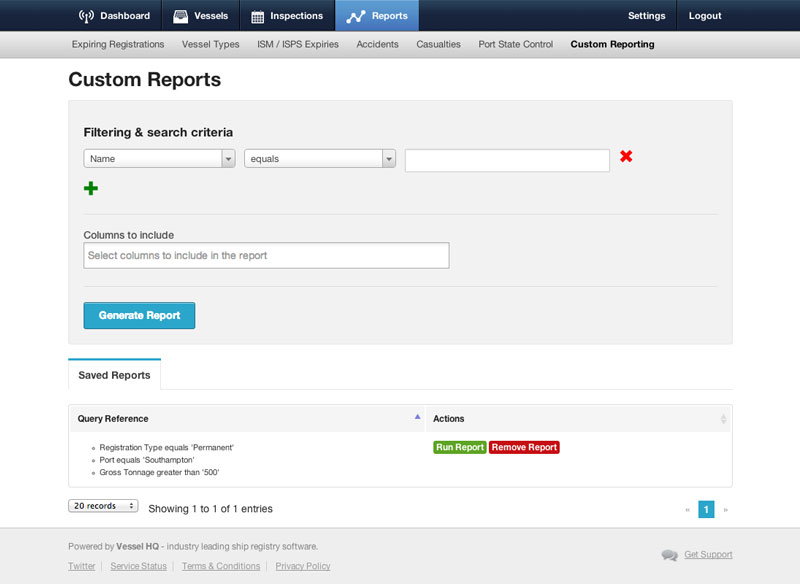 Dashboard Vessels Inspections Reports Settings Logout
Expiring Registrations Vessel Types ISM / ISPS Expiries Accidents Casualties Port State Control Custom Reporting
Custom Reports
Filtering & search criteria
Name equals
Columns to include
Select columns to include in the report
Generate Report
Saved Reports
Query Reference Actions
Registration Type equals 'Permanent' Run Report Remove Report
Port equals 'Southampton'
Gross Tonnage greater than '500'
20 records Showing 1 to 1 of 1 entries « 1 »
Powered by Vessel HQ - industry leading ship registry software.
Twitter | Service Status | Terms & Conditions | Privacy Policy Get Support